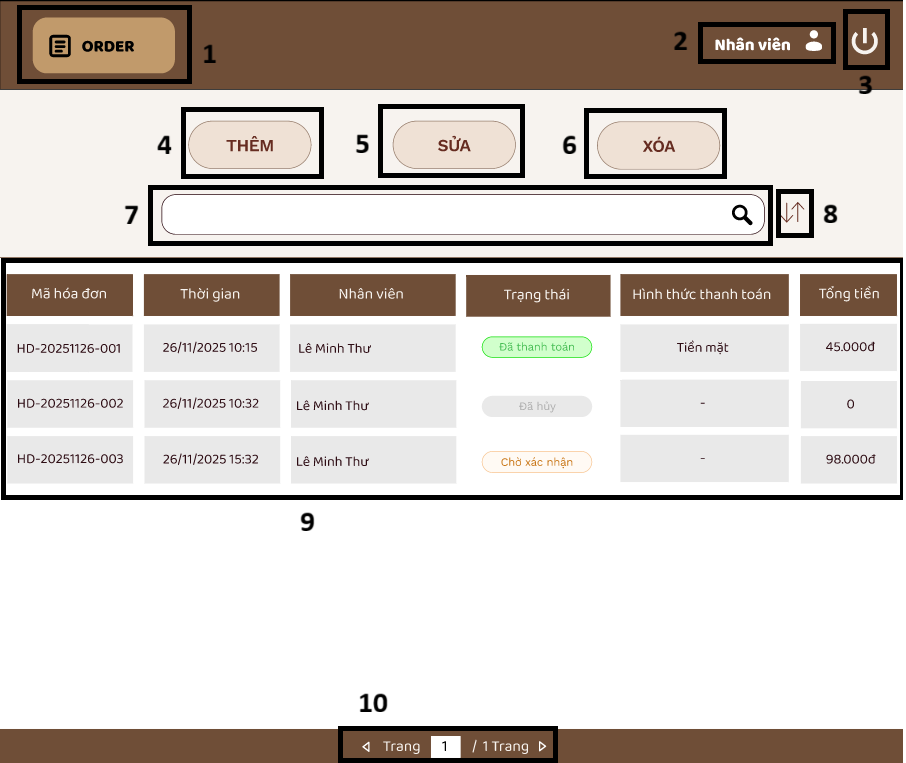 ORDER
1
2
Nhân viên
3
4
THÊM
5
SỬA
6
XÓA
7
8
Mã hóa đơn
Thời gian
Nhân viên
Trạng thái
Hình thức thanh toán
Tổng tiền
HD-20251126-001
26/11/2025 10:15
Lê Minh Thư
Đã thanh toán
Tiền mặt
45.000đ
HD-20251126-002
26/11/2025 10:32
Lê Minh Thư
Đã hủy
-
0
HD-20251126-003
26/11/2025 15:32
Lê Minh Thư
Chờ xác nhận
-
98.000đ
9
10
Trang 1 / 1 Trang